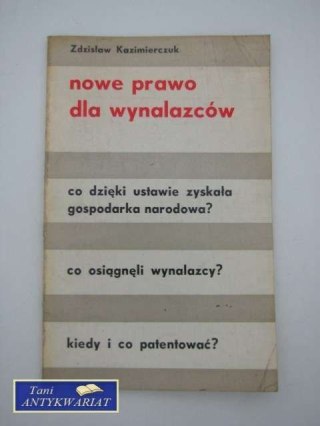 Zdzisław Kazimierczuk
nowe prawo
dla wynalazców
co dzięki ustawie zyskała
gospodarka narodowa?
co osiągnęli wynalazcy?
kiedy i co patentować?
Tani
ANTYKWARIAT